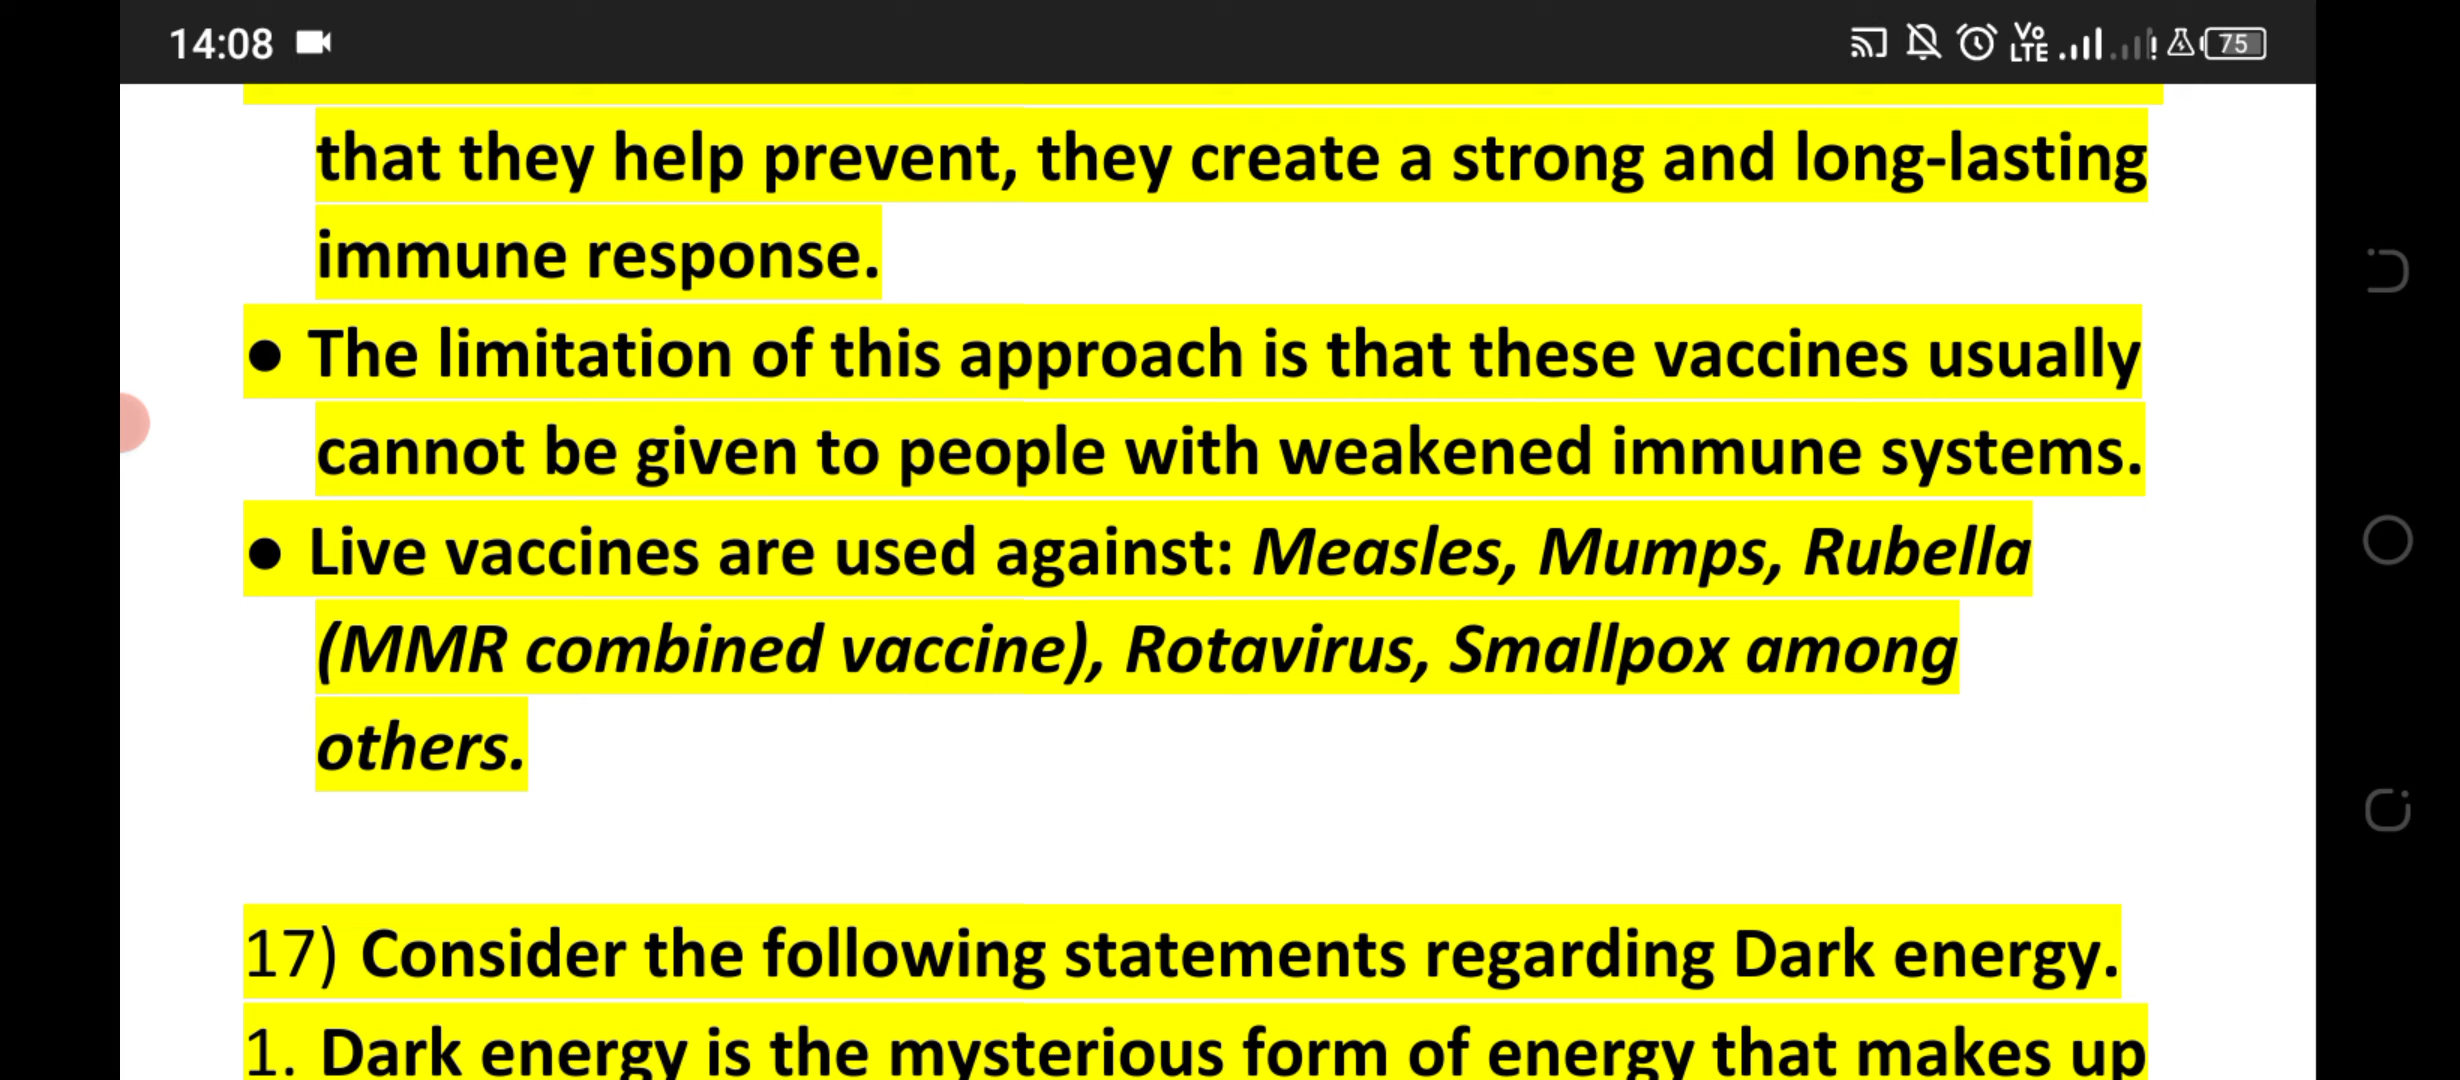 14:08
Vo
LTE
75
that they help prevent, they create a strong and long-lasting
immune response.
● The limitation of this approach is that these vaccines usually
cannot be given to people with weakened immune systems.
● Live vaccines are used against: Measles, Mumps, Rubella
(MMR combined vaccine), Rotavirus, Smallpox among
others.
17) Consider the following statements regarding Dark energy.
1. Dark energy is the mysterious form of energy that makes up